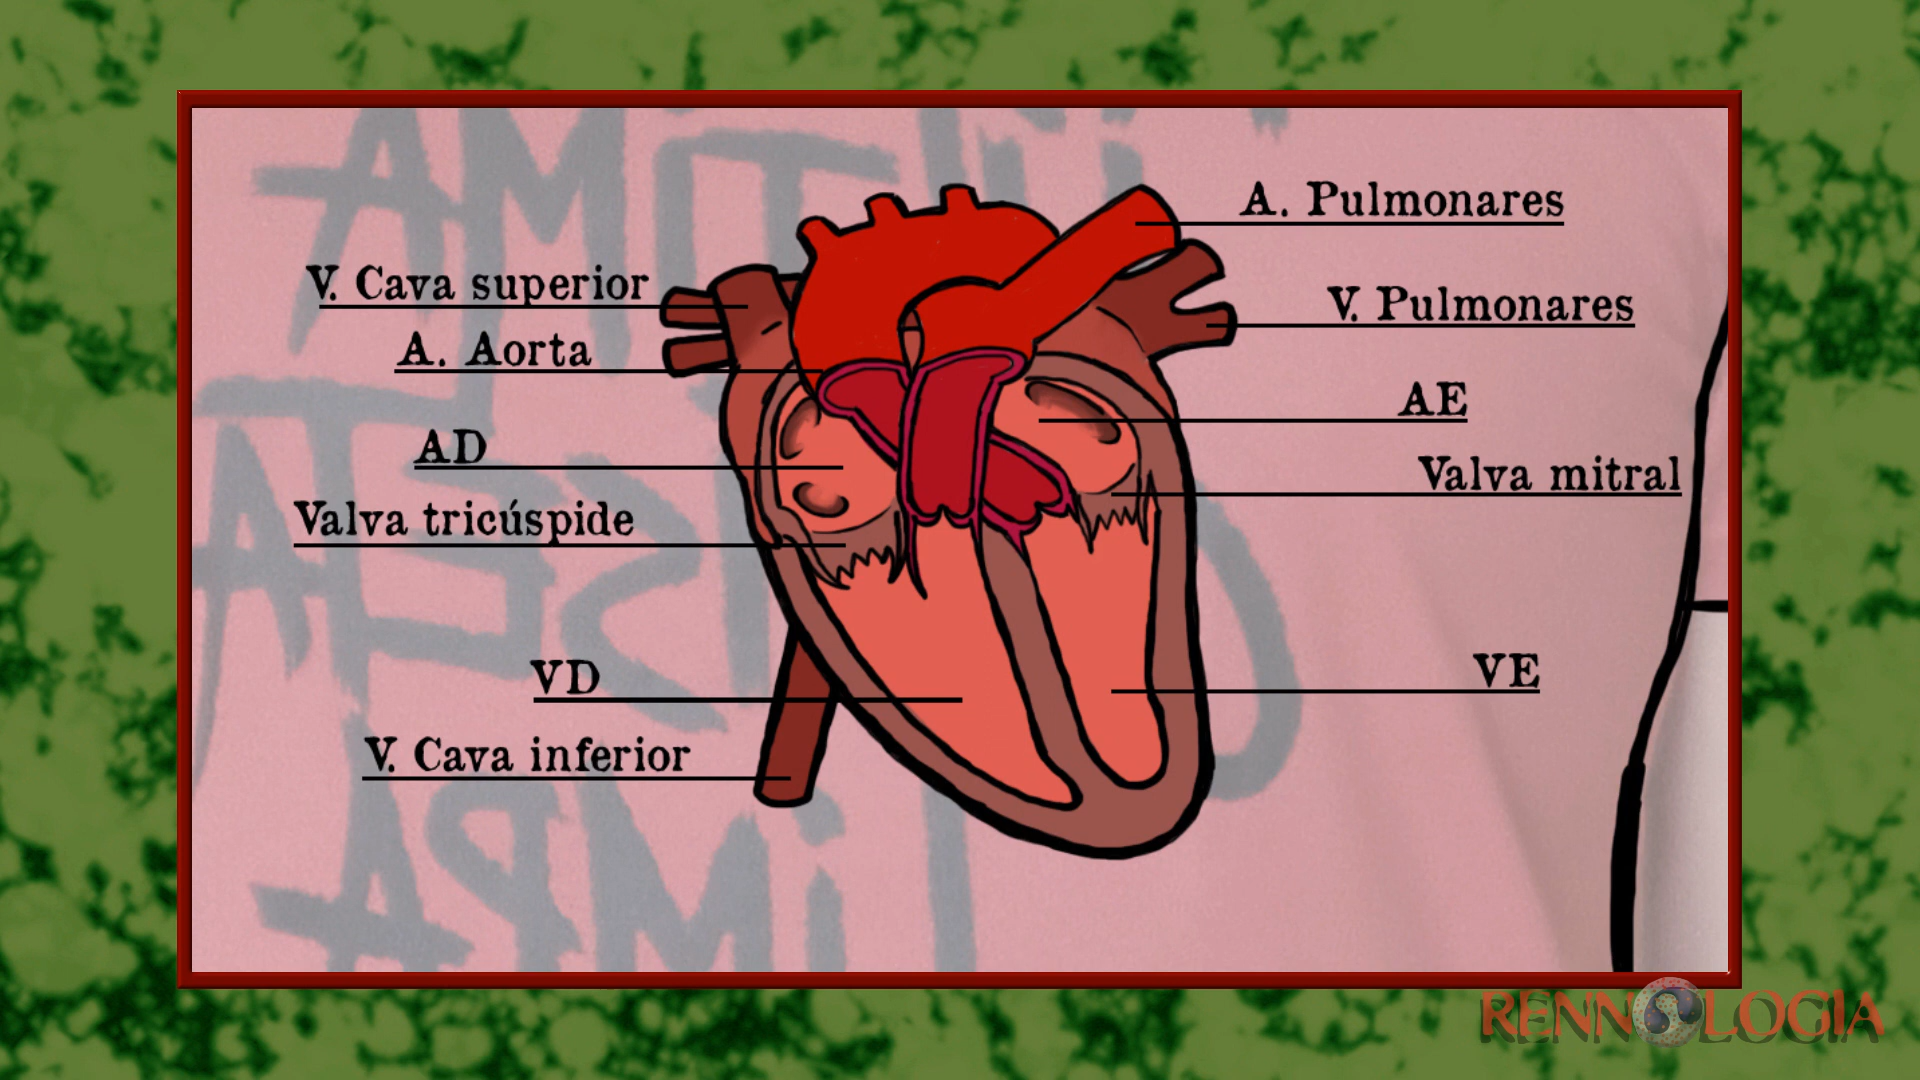 A. Pulmonares
V. Cava superior
V. Pulmonares
A. Aorta
AE
AD
Valva mitral
Valva tricúspide
VD
VE
V. Cava inferior
RENNOLOGIA